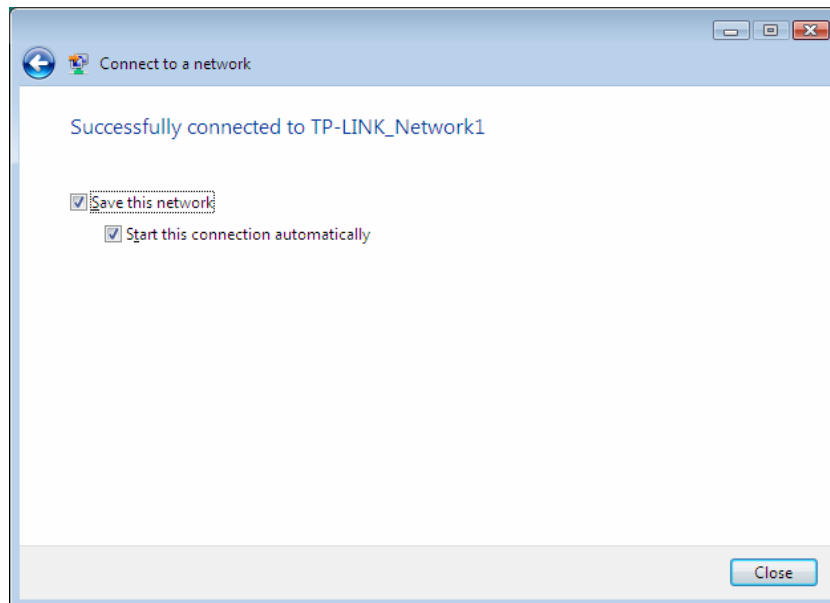 Connect to a network
Successfully connected to TP-LINK_Network1
Save this network
Start this connection automatically
Close